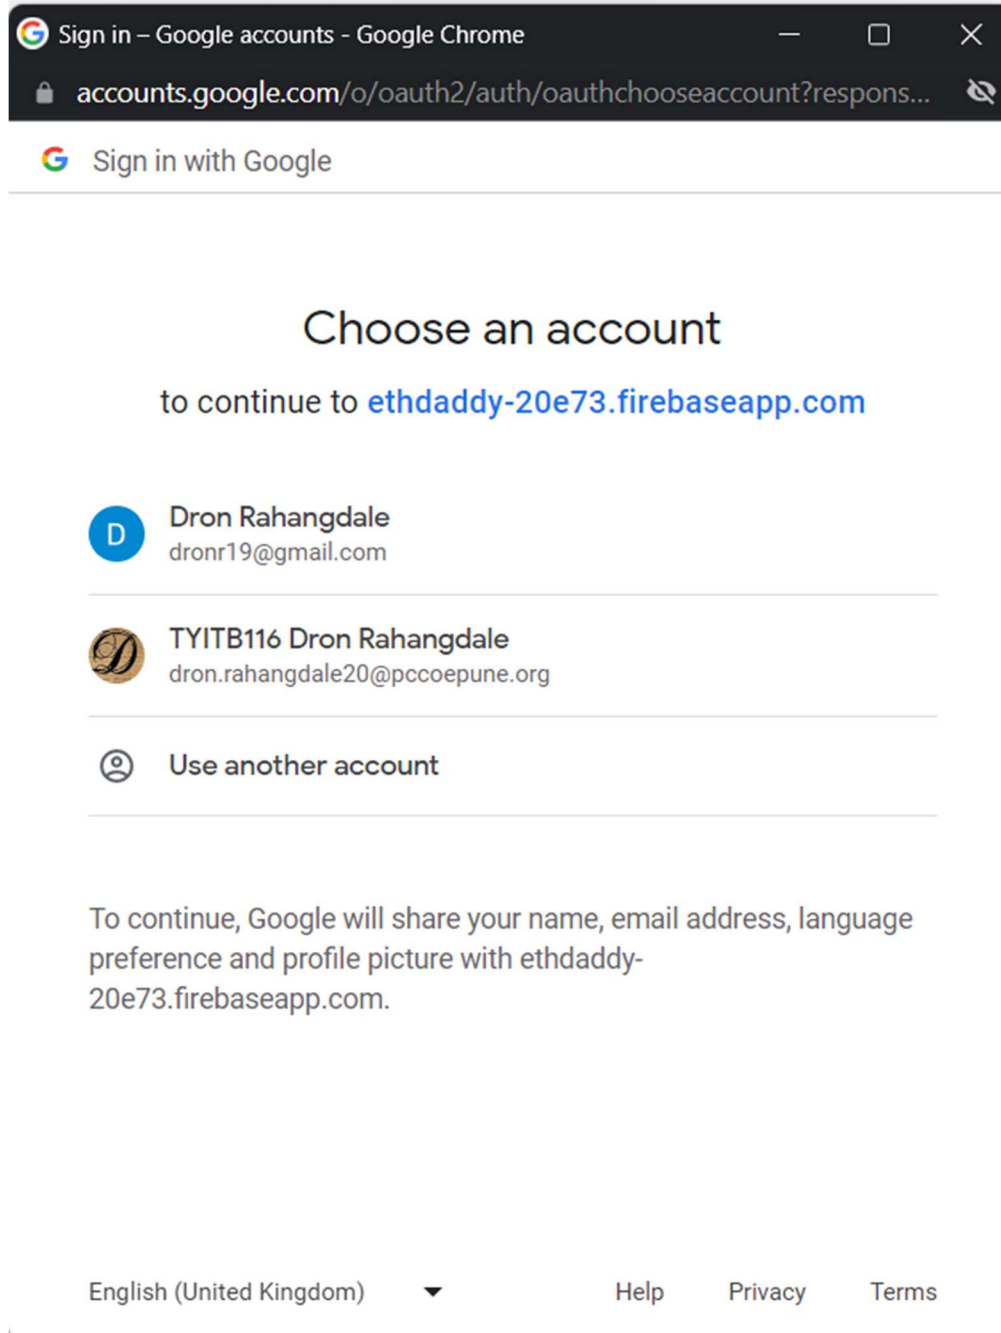 Sign in – Google accounts - Google Chrome
accounts.google.com/o/oauth2/auth/oauthchooseaccount?respons...
Sign in with Google
Choose an account
to continue to ethdaddy-20e73.firebaseapp.com
D
Dron Rahangdale
dronr19@gmail.com
D
TYITB116 Dron Rahangdale
dron.rahangdale20@pccoepune.org
Use another account
To continue, Google will share your name, email address, language
preference and profile picture with ethdaddy-
20e73.firebaseapp.com.
English (United Kingdom) Help Privacy Terms